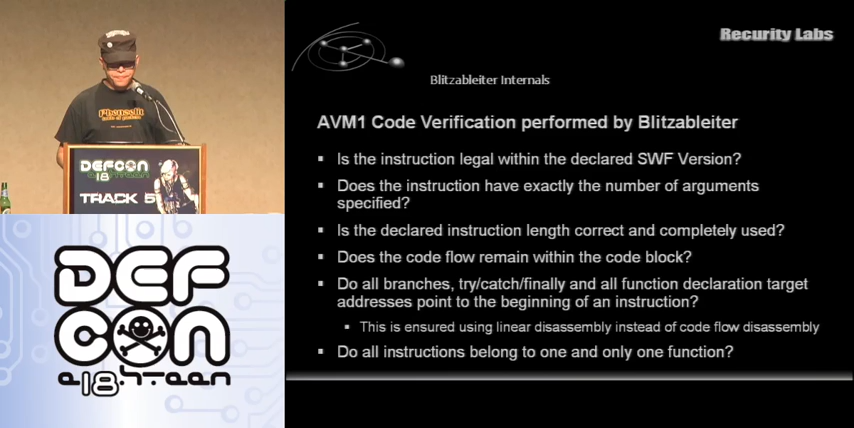 DEFCON
18
TRACK 5
DEF
CON
18
Recurity Labs
Blitzableiter Internals
AVM1 Code Verification performed by Blitzableiter
▪ Is the instruction legal within the declared SWF Version?
▪ Does the instruction have exactly the number of arguments
specified?
▪ Is the declared instruction length correct and completely used?
▪ Does the code flow remain within the code block?
▪ Do all branches, try/catch/finally and all function declaration target
addresses point to the beginning of an instruction?
▪ This is ensured using linear disassembly instead of code flow disassembly
▪ Do all instructions belong to one and only one function?